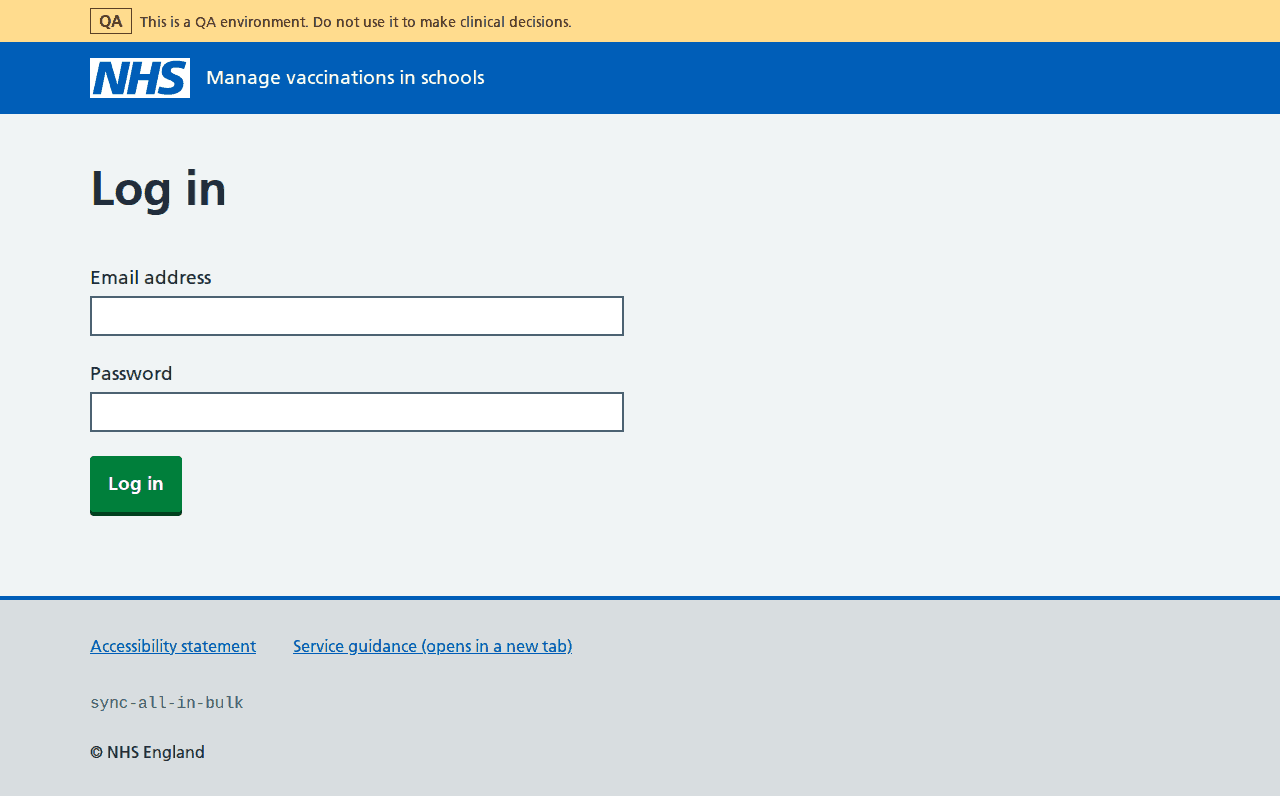 QA This is a QA environment. Do not use it to make clinical decisions.
NHS Manage vaccinations in schools
Log in
Email address
Password
Log in
Accessibility statement Service guidance (opens in a new tab)
sync-all-in-bulk
© NHS England